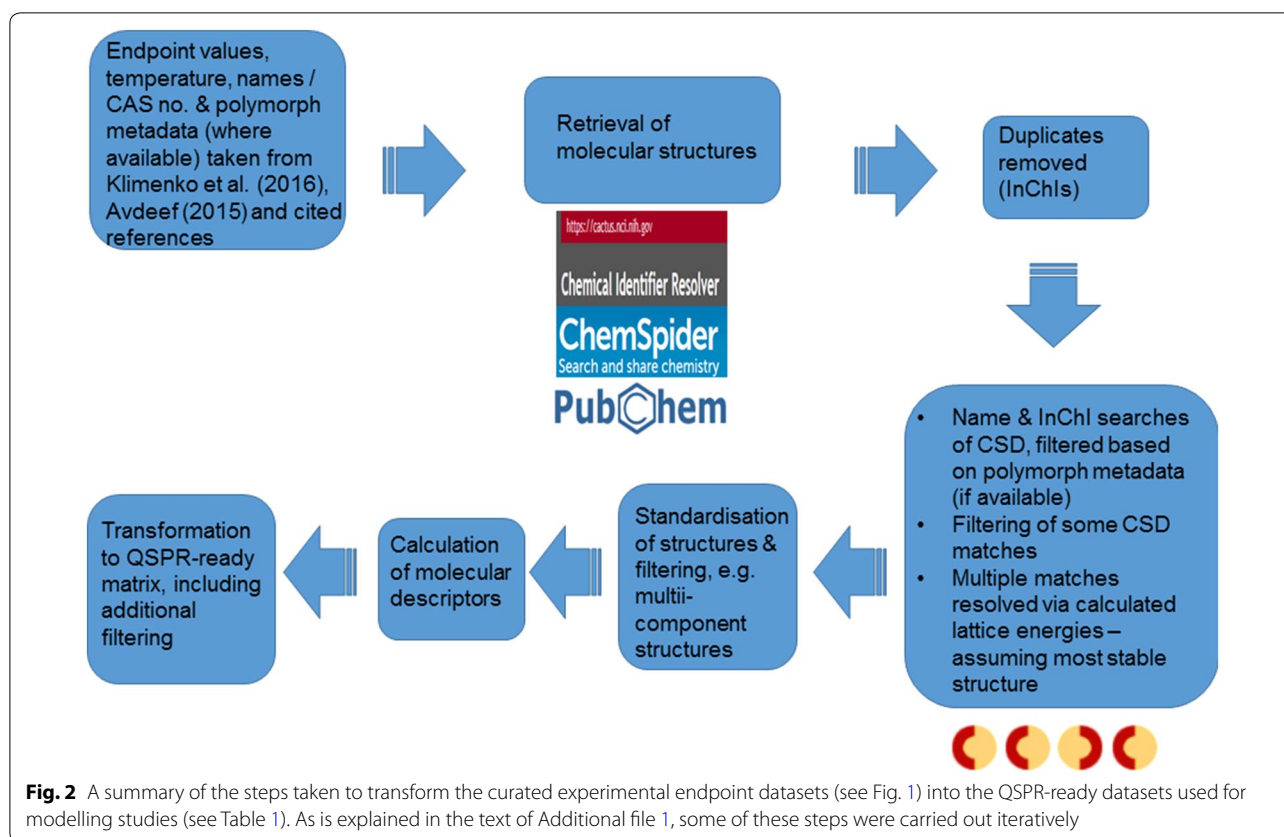 Endpoint values,
temperature, names /
CAS no. & polymorph
metadata (where
available) taken from
Klimenko et al. (2016),
Avdeef (2015) and cited
references
Retrieval of
molecular structures
https://cactus.nci.nih.gov
Chemical Identifier Resolver
ChemSpider
Search and share chemistry
PubChem
Duplicates
removed
(InChIs)
• Name & InChI searches
of CSD, filtered based
on polymorph metadata
(if available)
• Filtering of some CSD
matches
• Multiple matches
resolved via calculated
lattice energies –
assuming most stable
structure
Standardisation
of structures &
filtering, e.g.
multii-
component
structures
Calculation
of molecular
descriptors
Transformation
to QSPR-ready
matrix, including
additional
filtering
Fig. 2 A summary of the steps taken to transform the curated experimental endpoint datasets (see Fig. 1) into the QSPR-ready datasets used for
modelling studies (see Table 1). As is explained in the text of Additional file 1, some of these steps were carried out iteratively